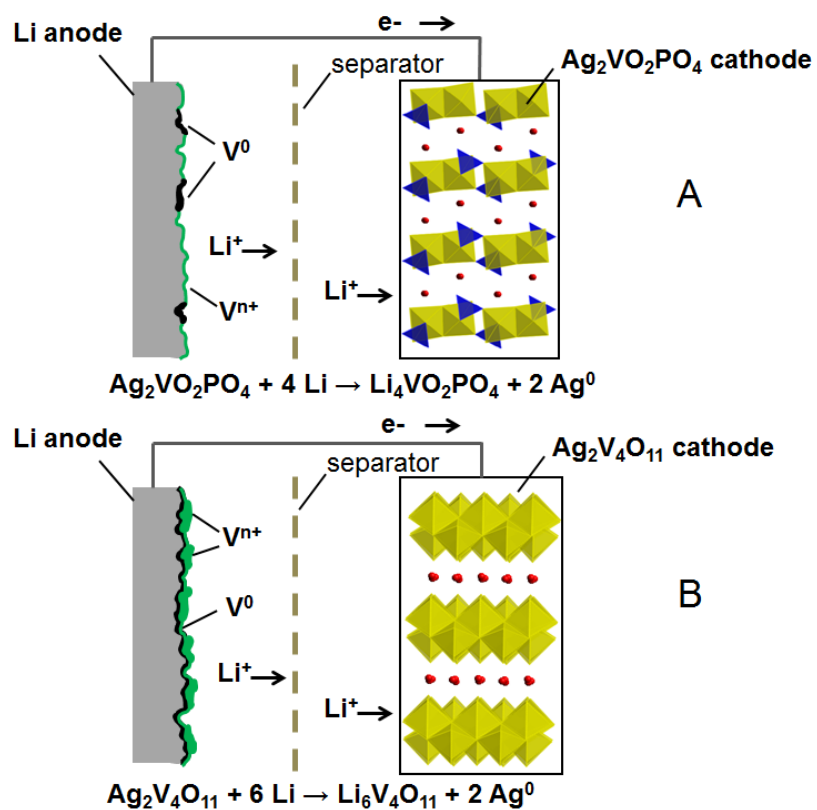 e-
Li anode
separator
Ag₂VO₂PO₄ cathode
V⁰
A
Li⁺
Li⁺
Vⁿ⁺
Ag₂VO₂PO₄ + 4 Li → Li₄VO₂PO₄ + 2 Ag⁰
e-
Li anode
separator
Ag₂V₄O₁₁ cathode
Vⁿ⁺
V⁰
B
Li⁺
Li⁺
Ag₂V₄O₁₁ + 6 Li → Li₆V₄O₁₁ + 2 Ag⁰